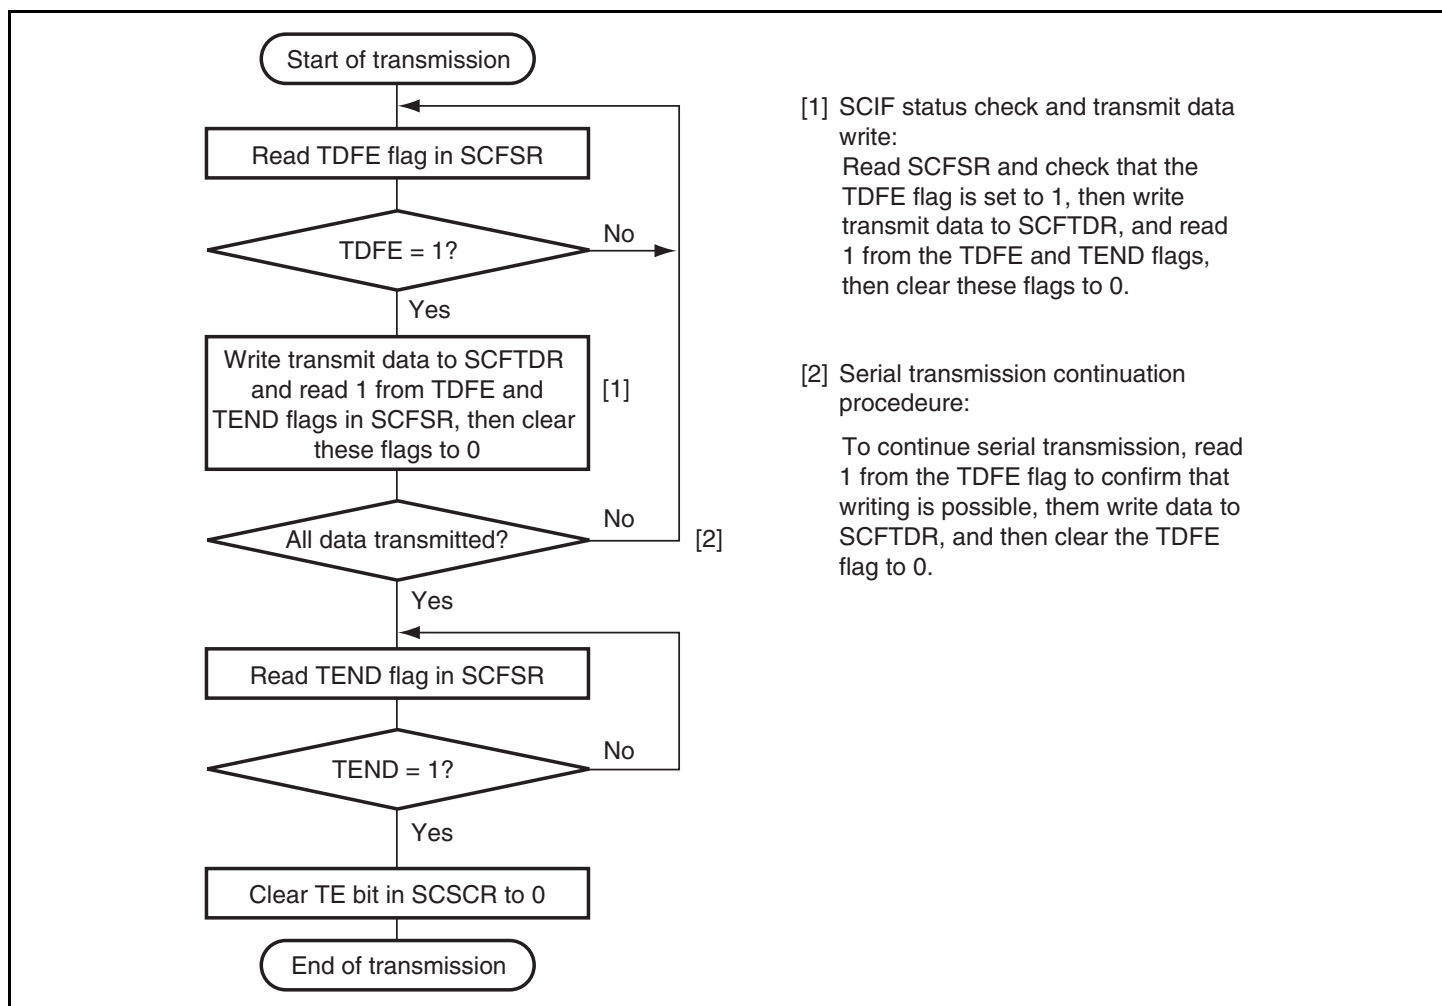 Start of transmission
Read TDFE flag in SCFSR
TDFE = 1?
No
Yes
Write transmit data to SCFTDR
and read 1 from TDFE and
TEND flags in SCFSR, then clear
these flags to 0
[1]
All data transmitted?
No
[2]
Yes
Read TEND flag in SCFSR
TEND = 1?
No
Yes
Clear TE bit in SCSCR to 0
End of transmission
[1] SCIF status check and transmit data
write:
Read SCFSR and check that the
TDFE flag is set to 1, then write
transmit data to SCFTDR, and read
1 from the TDFE and TEND flags,
then clear these flags to 0.
[2] Serial transmission continuation
procedeure:
To continue serial transmission, read
1 from the TDFE flag to confirm that
writing is possible, them write data to
SCFTDR, and then clear the TDFE
flag to 0.